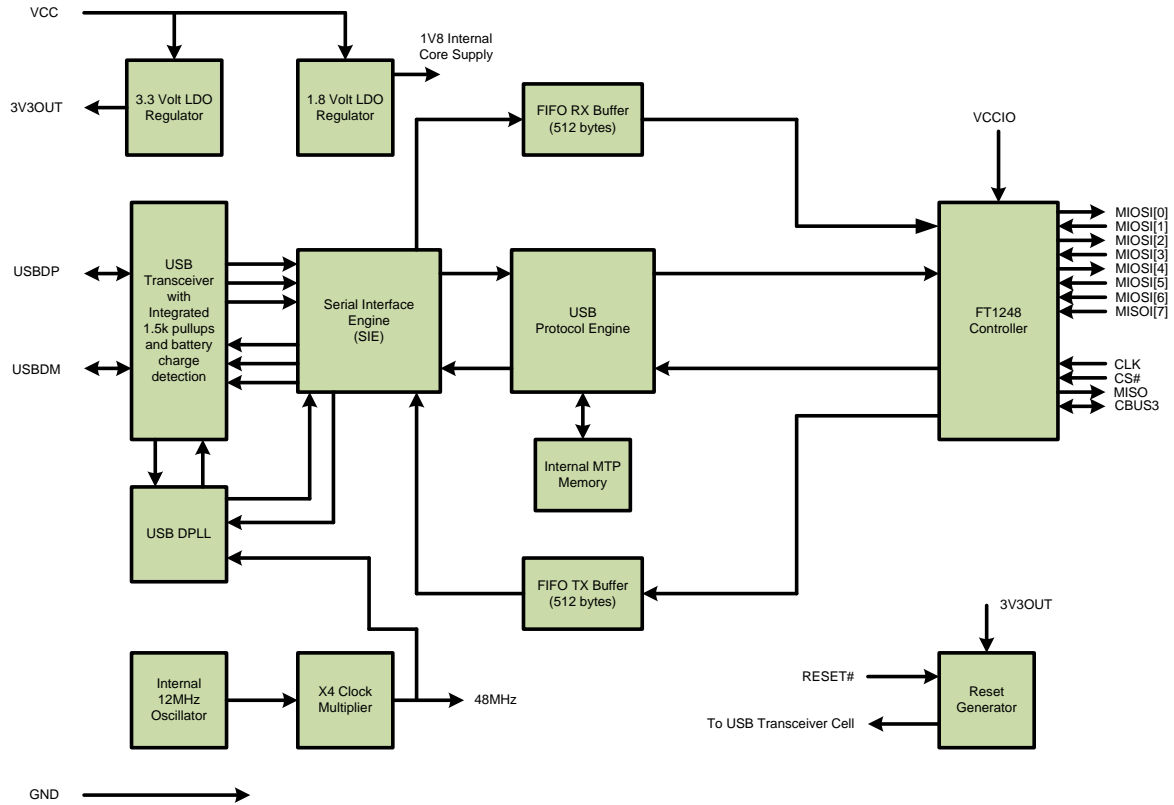 VCC
1V8 Internal
Core Supply
3.3 Volt LDO
Regulator
1.8 Volt LDO
Regulator
3V3OUT
FIFO RX Buffer
(512 bytes)
VCCIO
USBDP
USBDM
USB
Transceiver
with
Integrated
1.5k pullups
and battery
charge
detection
Serial Interface
Engine
(SIE)
USB
Protocol Engine
FT1248
Controller
MIOSI[0]
MIOSI[1]
MIOSI[2]
MIOSI[3]
MIOSI[4]
MIOSI[5]
MIOSI[6]
MISOI[7]
CLK
CS#
MISO
CBUS3
Internal MTP
Memory
USB DPLL
FIFO TX Buffer
(512 bytes)
3V3OUT
Internal
12MHz
Oscillator
X4 Clock
Multiplier
48MHz
RESET#
To USB Transceiver Cell
Reset
Generator
GND